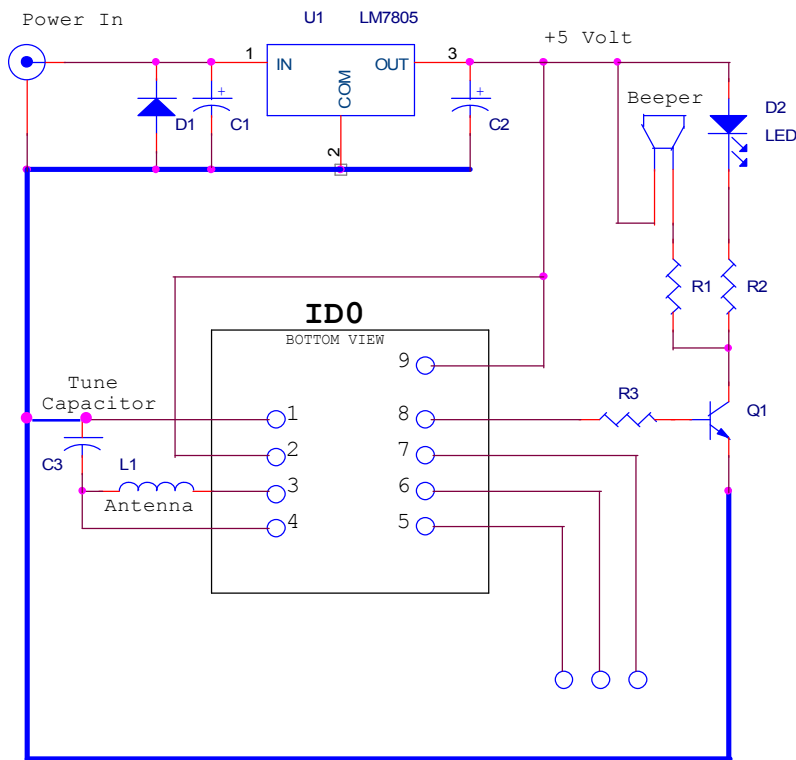 Power In
U1 LM7805
+5 Volt
1 IN OUT 3
COM
2
D1 C1 C2
Beeper
D2
LED
R1 R2
ID0
BOTTOM VIEW
9
Tune
Capacitor
1 8 R3 Q1
C3 L1 2 7
Antenna 3 6
4 5